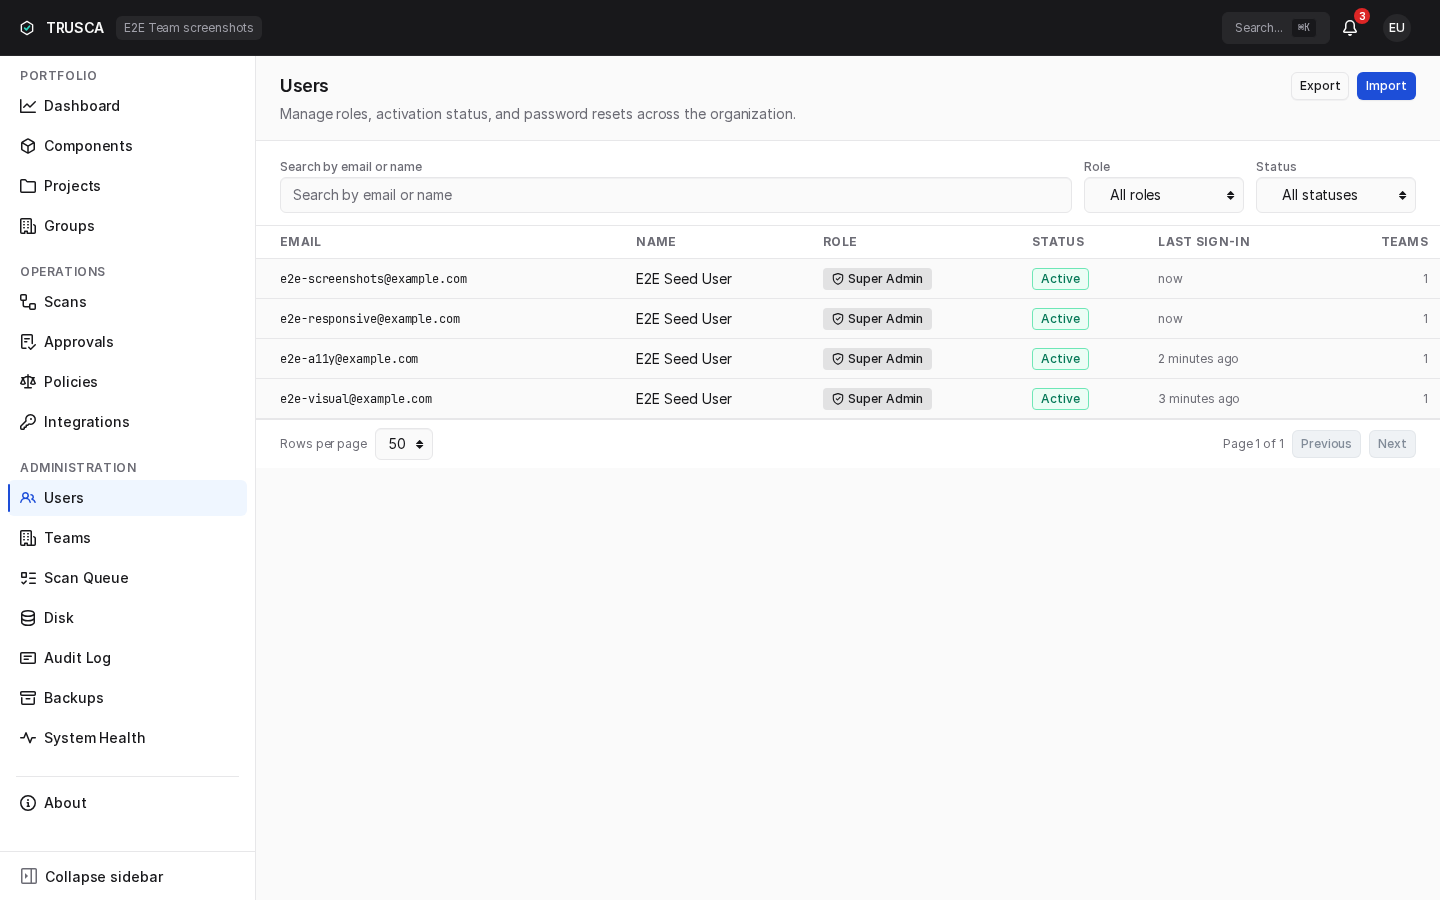 TRUSCA
E2E Team screenshots
Search...
⌘K
3
EU
PORTFOLIO
Dashboard
Components
Projects
Groups
OPERATIONS
Scans
Approvals
Policies
Integrations
ADMINISTRATION
Users
Teams
Scan Queue
Disk
Audit Log
Backups
System Health
About
Collapse sidebar
Users
Manage roles, activation status, and password resets across the organization.
Export
Import
Search by email or name
Role
Status
Search by email or name
All roles
All statuses
EMAIL NAME ROLE STATUS LAST SIGN-IN TEAMS
e2e-screenshots@example.com E2E Seed User Super Admin Active now 1
e2e-responsive@example.com E2E Seed User Super Admin Active now 1
e2e-a11y@example.com E2E Seed User Super Admin Active 2 minutes ago 1
e2e-visual@example.com E2E Seed User Super Admin Active 3 minutes ago 1
Rows per page 50
Page 1 of 1 Previous Next